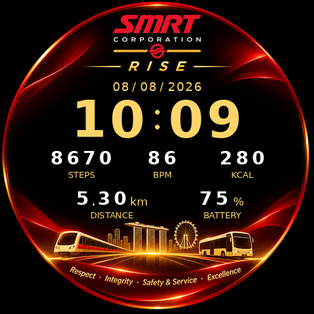 SMRT
CORPORATION
RISE
08/08/2026
10:09
8670 86 280
STEPS BPM KCAL
5.30 km 75 %
DISTANCE BATTERY
Respect · Integrity · Safety & Service · Excellence